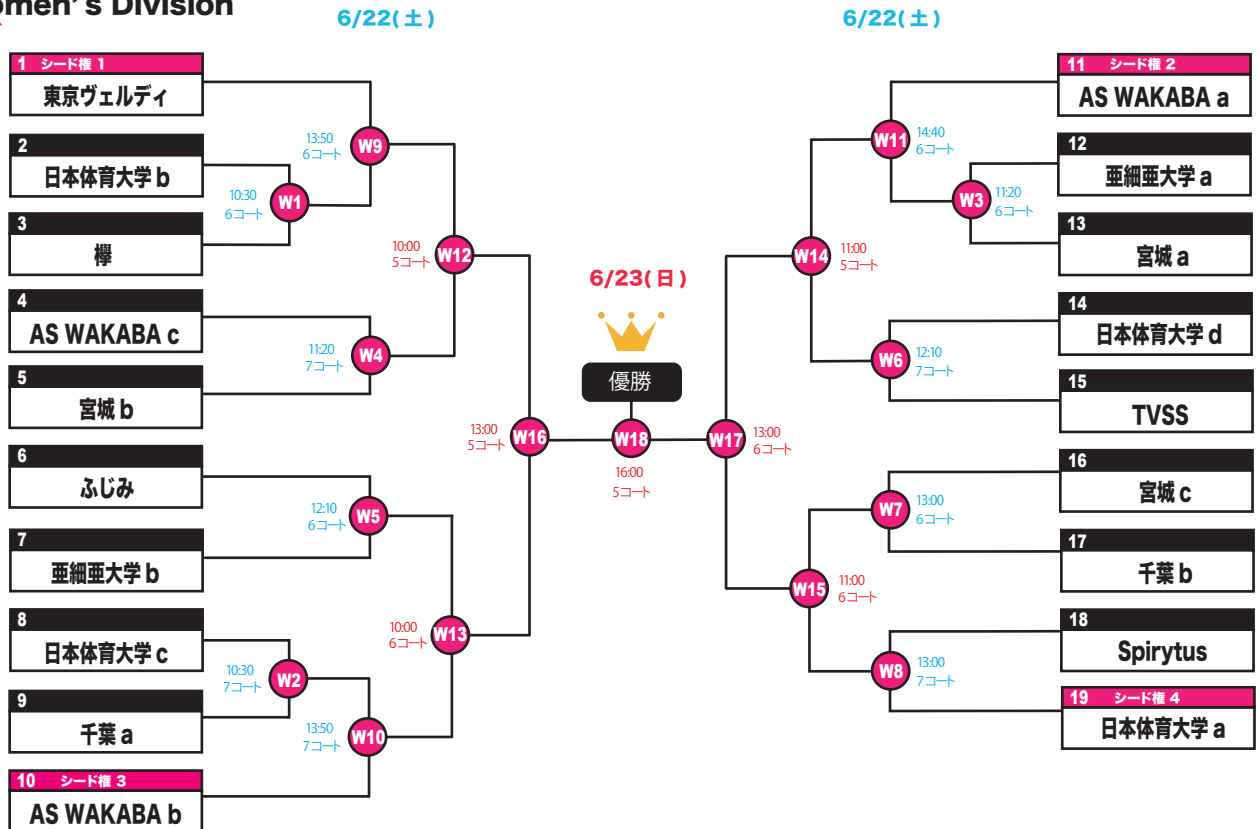 omen's Division
6/22(土)
6/22(土)
1 シード権 1
東京ヴェルディ
2
日本体育大学 b
3
欅
4
AS WAKABA c
5
宮城 b
6
ふじみ
7
亜細亜大学 b
8
日本体育大学 c
9
千葉 a
10 シード権 3
AS WAKABA b
10:30
6コート
W1
13:50
6コート
W9
11:20
7コート
W4
10:00
5コート
W12
12:10
6コート
W5
10:30
7コート
W2
13:50
7コート
W10
10:00
6コート
W13
13:00
5コート
W16
6/23(日)
優勝
W18
16:00
5コート
W17
13:00
6コート
W14
11:00
5コート
W11
14:40
6コート
W3
11:20
6コート
W6
12:10
7コート
W7
13:00
6コート
W15
11:00
6コート
W8
13:00
7コート
11 シード権 2
AS WAKABA a
12
亜細亜大学 a
13
宮城 a
14
日本体育大学 d
15
TVSS
16
宮城 c
17
千葉 b
18
Spirytus
19 シード権 4
日本体育大学 a